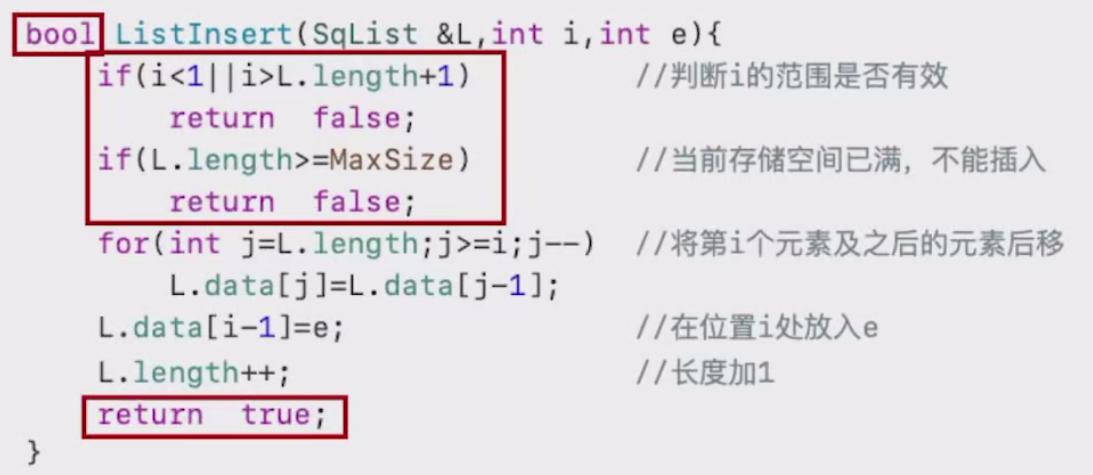 bool ListInsert(SqList &L,int i,int e){
if(i<1||i>L.length+1) //判断i的范围是否有效
return false;
if(L.length>=MaxSize) //当前存储空间已满，不能插入
return false;
for(int j=L.length;j>=i;j--) //将第i个元素及之后的元素后移
L.data[j]=L.data[j-1];
L.data[i-1]=e; //在位置i处放入e
L.length++; //长度加1
return true;
}